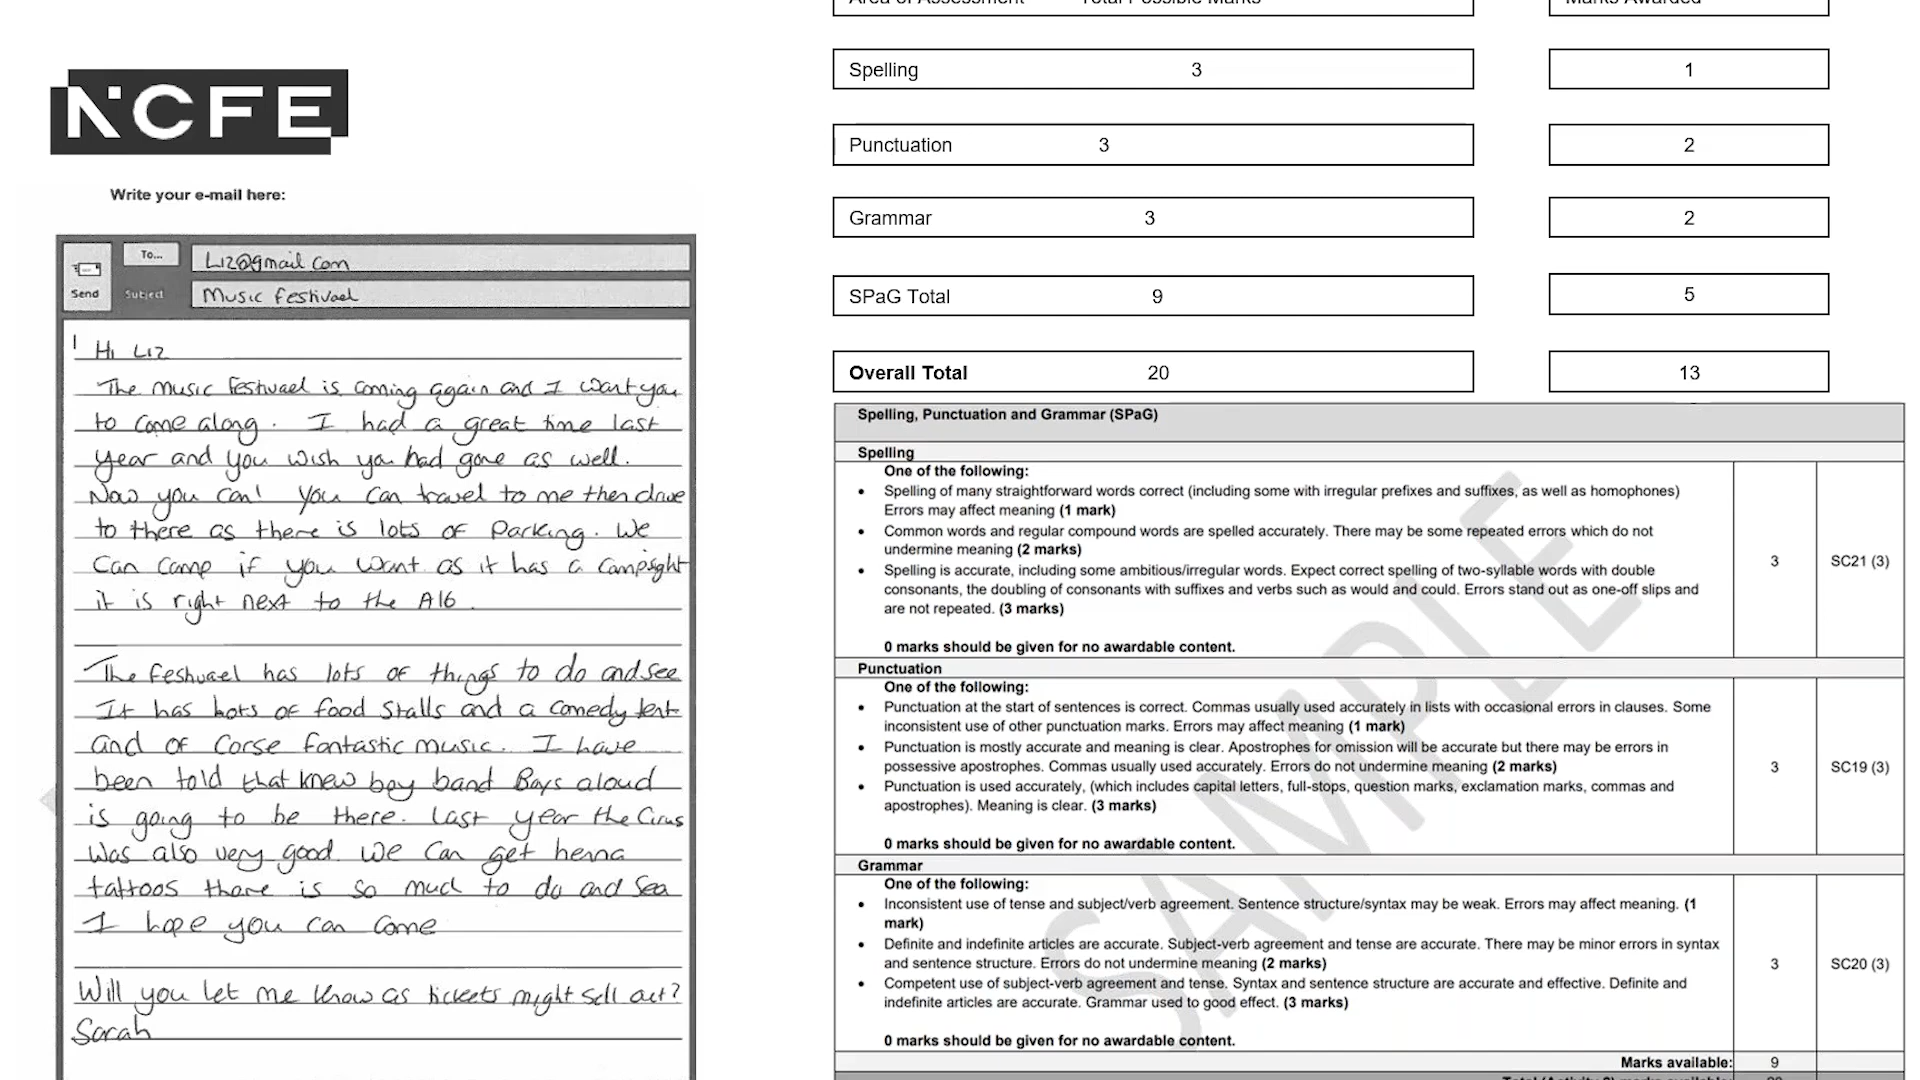 Area of Assessment Total Possible Marks Marks Awarded
NCFE
Spelling 3 1
Punctuation 3 2
Grammar 3 2
SPaG Total 9 5
Overall Total 20 13
Write your e-mail here:
To...
Send
Subject
Liz@gmail.com
Music festivael
1
Hi Liz
The music festivael is coming again and I want you
to come along. I had a great time last
year and you wish you had gone as well.
Now you can! You can travel to me then drive
to there as there is lots of parking. We
can camp if you want as it has a campsight
it is right next to the A16.
The festivael has lots of things to do and see
It has lots of food stalls and a comedy tent
and of corse fantastic music. I have
been told that knew boy band Boys aloud
is going to be there. Last year the Cirus
was also very good. We can get henna
tattoos thare is so much to do and sea
I hope you can come
Will you let me know as tickets might sell out?
Sarah
Spelling, Punctuation and Grammar (SPaG)
Spelling
One of the following:
• Spelling of many straightforward words correct (including some with irregular prefixes and suffixes, as well as homophones)
Errors may affect meaning (1 mark)
• Common words and regular compound words are spelled accurately. There may be some repeated errors which do not
undermine meaning (2 marks)
• Spelling is accurate, including some ambitious/irregular words. Expect correct spelling of two-syllable words with double
consonants, the doubling of consonants with suffixes and verbs such as would and could. Errors stand out as one-off slips and
are not repeated. (3 marks)
0 marks should be given for no awardable content.
3 SC21 (3)
Punctuation
One of the following:
• Punctuation at the start of sentences is correct. Commas usually used accurately in lists with occasional errors in clauses. Some
inconsistent use of other punctuation marks. Errors may affect meaning (1 mark)
• Punctuation is mostly accurate and meaning is clear. Apostrophes for omission will be accurate but there may be errors in
possessive apostrophes. Commas usually used accurately. Errors do not undermine meaning (2 marks)
• Punctuation is used accurately, (which includes capital letters, full-stops, question marks, exclamation marks, commas and
apostrophes). Meaning is clear. (3 marks)
0 marks should be given for no awardable content.
3 SC19 (3)
Grammar
One of the following:
• Inconsistent use of tense and subject/verb agreement. Sentence structure/syntax may be weak. Errors may affect meaning. (1
mark)
• Definite and indefinite articles are accurate. Subject-verb agreement and tense are accurate. There may be minor errors in syntax
and sentence structure. Errors do not undermine meaning (2 marks)
• Competent use of subject-verb agreement and tense. Syntax and sentence structure are accurate and effective. Definite and
indefinite articles are accurate. Grammar used to good effect. (3 marks)
0 marks should be given for no awardable content.
3 SC20 (3)
Marks available: 9
SAMPLE